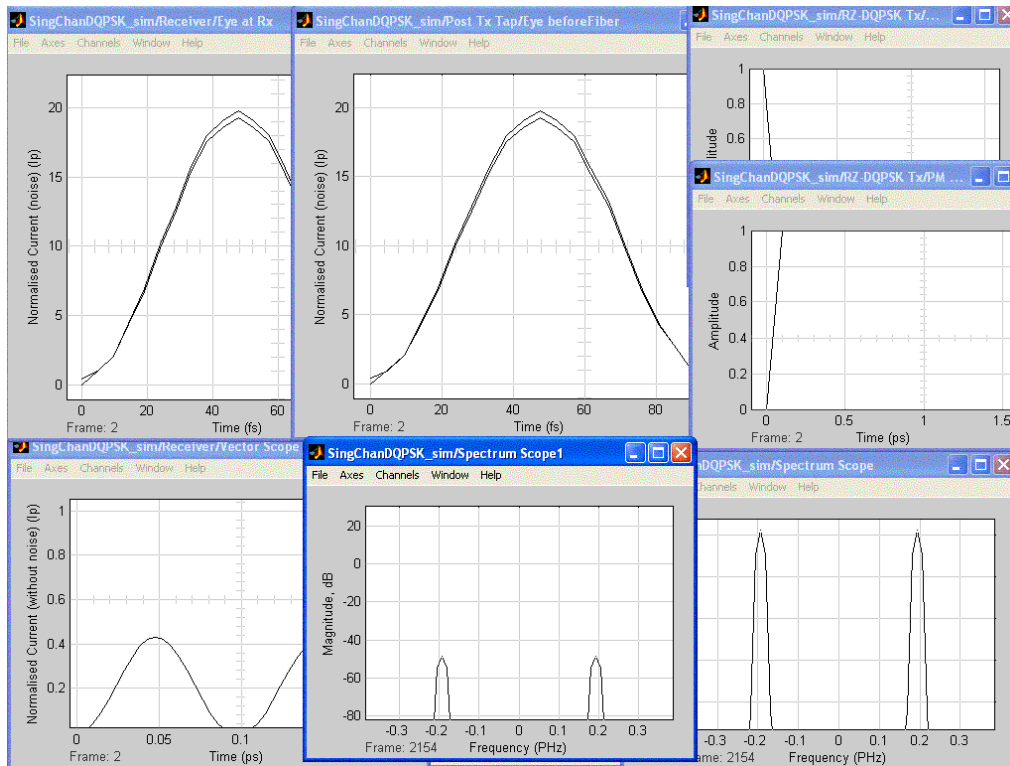 SingChanDQPSK_sim/Receiver/Eye at Rx
File Axes Channels Window Help
Normalised Current (noise) (Ip)
20
15
10
5
0
0 20 40 60
Frame: 2
Time (fs)
SingChanDQPSK_sim/Post Tx Tap/Eye beforeFiber
File Axes Channels Window Help
Normalised Current (noise) (Ip)
20
15
10
5
0
0 20 40 60 80
Frame: 2
Time (fs)
SingChanDQPSK_sim/RZ-DQPSK Tx/...
File Axes Channels Window Help
1
0.8
0.6
litude
SingChanDQPSK_sim/RZ-DQPSK Tx/PM ...
File Axes Channels Window Help
Amplitude
1
0.8
0.6
0.4
0.2
0
0 0.5 1 1.5
Frame: 2
Time (ps)
SingChanDQPSK_sim/Receiver/Vector Scope
File Axes Channels Window Help
Normalised Current (without noise) (Ip)
1
0.8
0.6
0.4
0.2
0 0.05 0.1
Frame: 2
Time (ps)
SingChanDQPSK_sim/Spectrum Scope1
File Axes Channels Window Help
Magnitude, dB
20
0
-20
-40
-60
-80
-0.3 -0.2 -0.1 0 0.1 0.2 0.3
Frame: 2154
Frequency (PHz)
anDQPSK_sim/Spectrum Scope
Channels Window Help
-0.3 -0.2 -0.1 0 0.1 0.2 0.3
2154
Frequency (PHz)